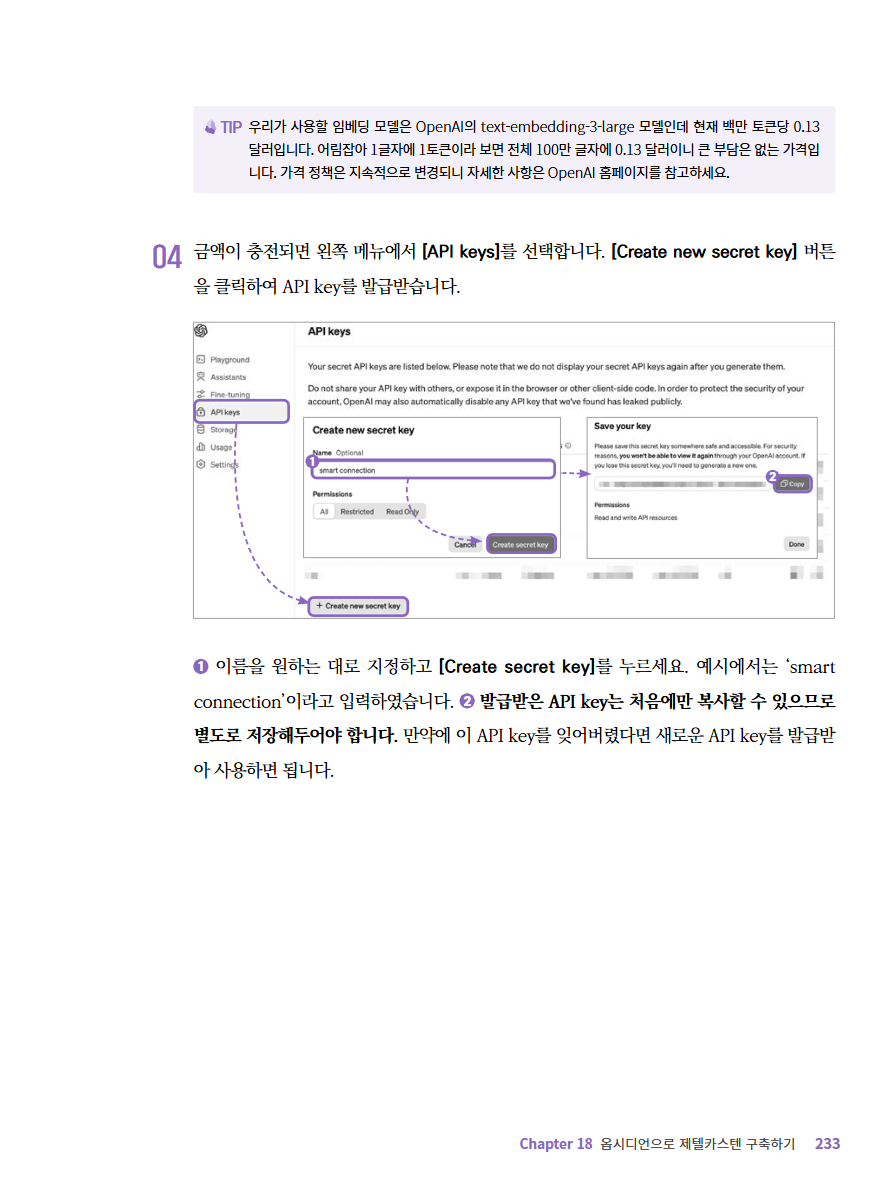 TIP 우리가 사용할 임베딩 모델은 OpenAI의 text-embedding-3-large 모델인데 현재 백만 토큰당 0.13
달러입니다. 어림잡아 1글자에 1토큰이라 보면 전체 100만 글자에 0.13 달러이니 큰 부담은 없는 가격입
니다. 가격 정책은 지속적으로 변경되니 자세한 사항은 OpenAI 홈페이지를 참고하세요.
04 금액이 충전되면 왼쪽 메뉴에서 [API keys]를 선택합니다. [Create new secret key] 버튼
을 클릭하여 API key를 발급받습니다.
Playground
Assistants
Fine-tuning
API keys
Storage
Usage
Settings
API keys
Your secret API keys are listed below. Please note that we do not display your secret API keys again after you generate them.
Do not share your API key with others, or expose it in the browser or other client-side code. In order to protect the security of your
account, OpenAI may also automatically disable any API key that we've found has leaked publicly.
Create new secret key
Name Optional
1
smart connection
Permissions
All Restricted Read Only
Cancel Create secret key
Save your key
Please save this secret key somewhere safe and accessible. For security
reasons, you won't be able to view it again through your OpenAI account. If
you lose this secret key, you'll need to generate a new one.
2
Copy
Permissions
Read and write API resources
Done
+ Create new secret key
❶ 이름을 원하는 대로 지정하고 [Create secret key]를 누르세요. 예시에서는 ‘smart
connection’이라고 입력하였습니다. ❷ 발급받은 API key는 처음에만 복사할 수 있으므로
별도로 저장해두어야 합니다. 만약에 이 API key를 잊어버렸다면 새로운 API key를 발급받
아 사용하면 됩니다.
Chapter 18 옵시디언으로 제텔카스텐 구축하기 233